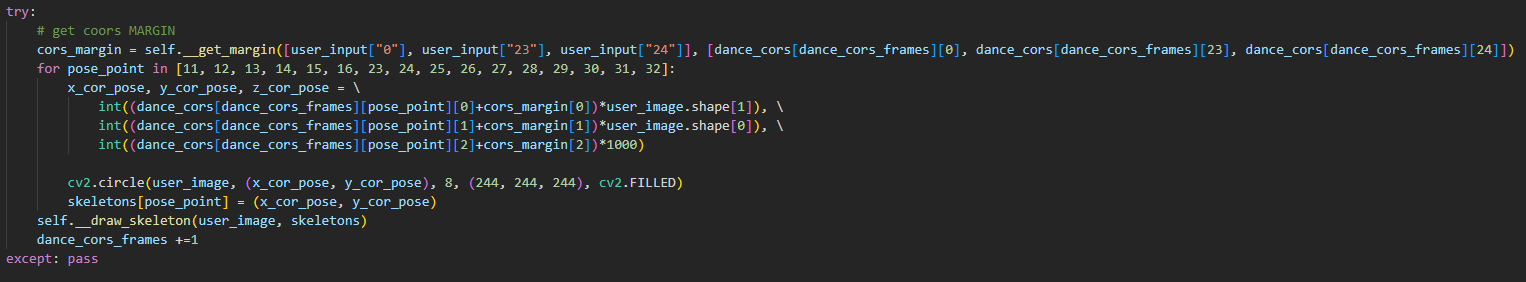 try:
    # get coors MARGIN
    cors_margin = self.__get_margin([user_input["0"], user_input["23"], user_input["24"]], [dance_cors[dance_cors_frames][0], dance_cors[dance_cors_frames][23], dance_cors[dance_cors_frames][24]])
    for pose_point in [11, 12, 13, 14, 15, 16, 23, 24, 25, 26, 27, 28, 29, 30, 31, 32]:
        x_cor_pose, y_cor_pose, z_cor_pose = \
            int((dance_cors[dance_cors_frames][pose_point][0]+cors_margin[0])*user_image.shape[1]), \
            int((dance_cors[dance_cors_frames][pose_point][1]+cors_margin[1])*user_image.shape[0]), \
            int((dance_cors[dance_cors_frames][pose_point][2]+cors_margin[2])*1000)

        cv2.circle(user_image, (x_cor_pose, y_cor_pose), 8, (244, 244, 244), cv2.FILLED)
        skeletons[pose_point] = (x_cor_pose, y_cor_pose)
    self.__draw_skeleton(user_image, skeletons)
    dance_cors_frames +=1
except: pass